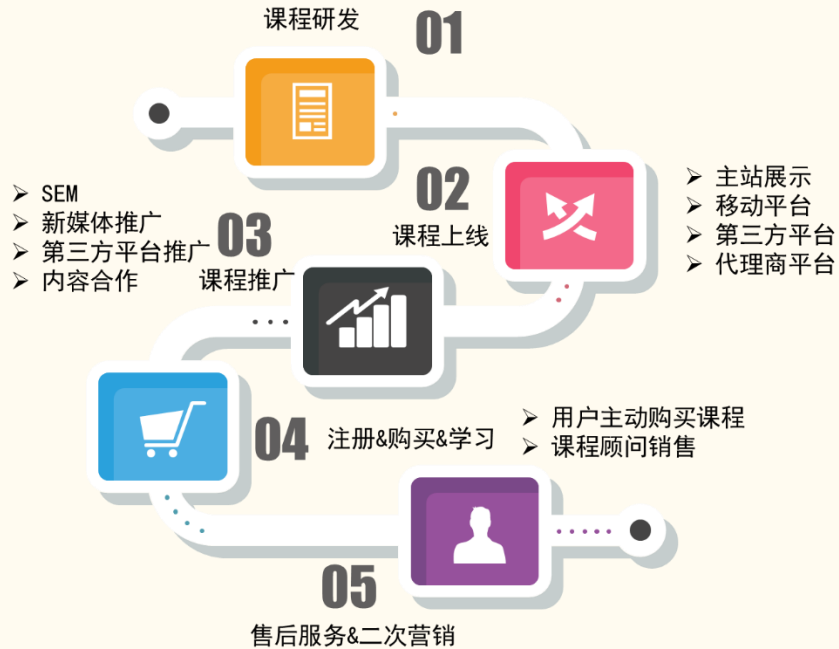 课程研发
01
02
课程上线
➢ 主站展示
➢ 移动平台
➢ 第三方平台
➢ 代理商平台
➢ SEM
➢ 新媒体推广
➢ 第三方平台推广
➢ 内容合作
03
课程推广
04
注册&购买&学习
➢ 用户主动购买课程
➢ 课程顾问销售
05
售后服务&二次营销